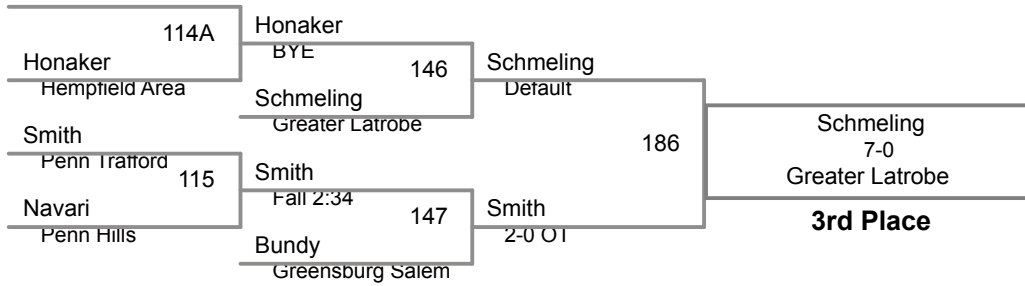 114A
Honaker
Hempfield Area
Smith
Penn Trafford
115
Navari
Penn Hills
Honaker
BYE
146
Schmeling
Greater Latrobe
Smith
Fall 2:34
147
Bundy
Greensburg Salem
Schmeling
Default
186
Smith
2-0 OT
Schmeling
7-0
Greater Latrobe
3rd Place